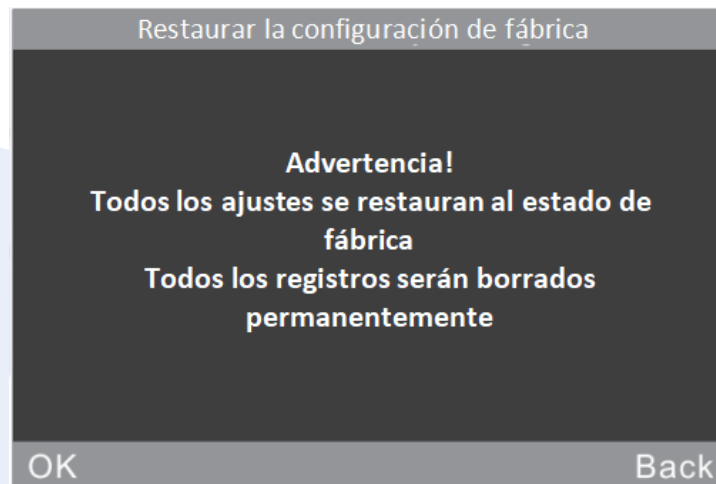 Restaurar la configuración de fábrica
Advertencia!
Todos los ajustes se restauran al estado de
fábrica
Todos los registros serán borrados
permanentemente
OK
Back